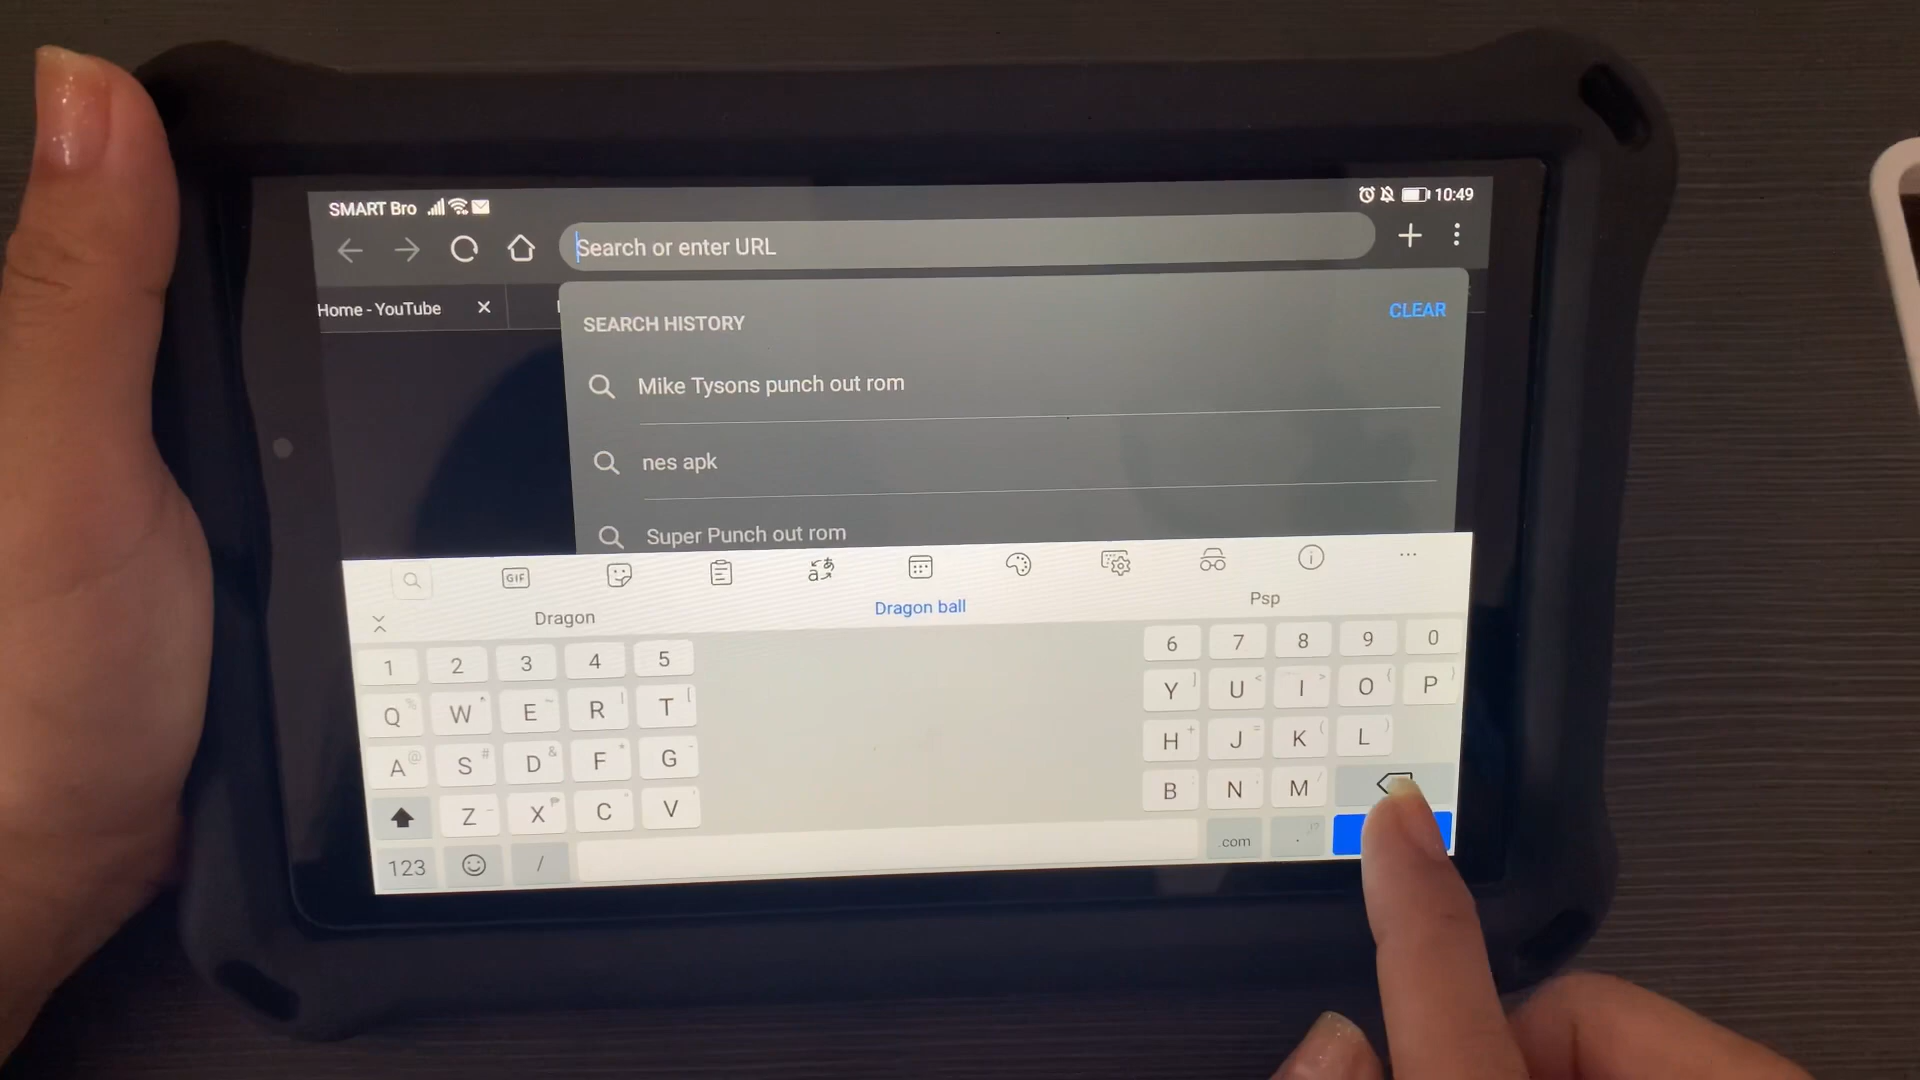 SMART Bro
10:49
Search or enter URL
Home - YouTube
SEARCH HISTORY
CLEAR
Mike Tysons punch out rom
nes apk
Super Punch out rom
GIF
Dragon
Dragon ball
Psp
1 2 3 4 5 6 7 8 9 0
Q W E R T Y U I O P
A S D F G H J K L
Z X C V B N M
123 / .com .